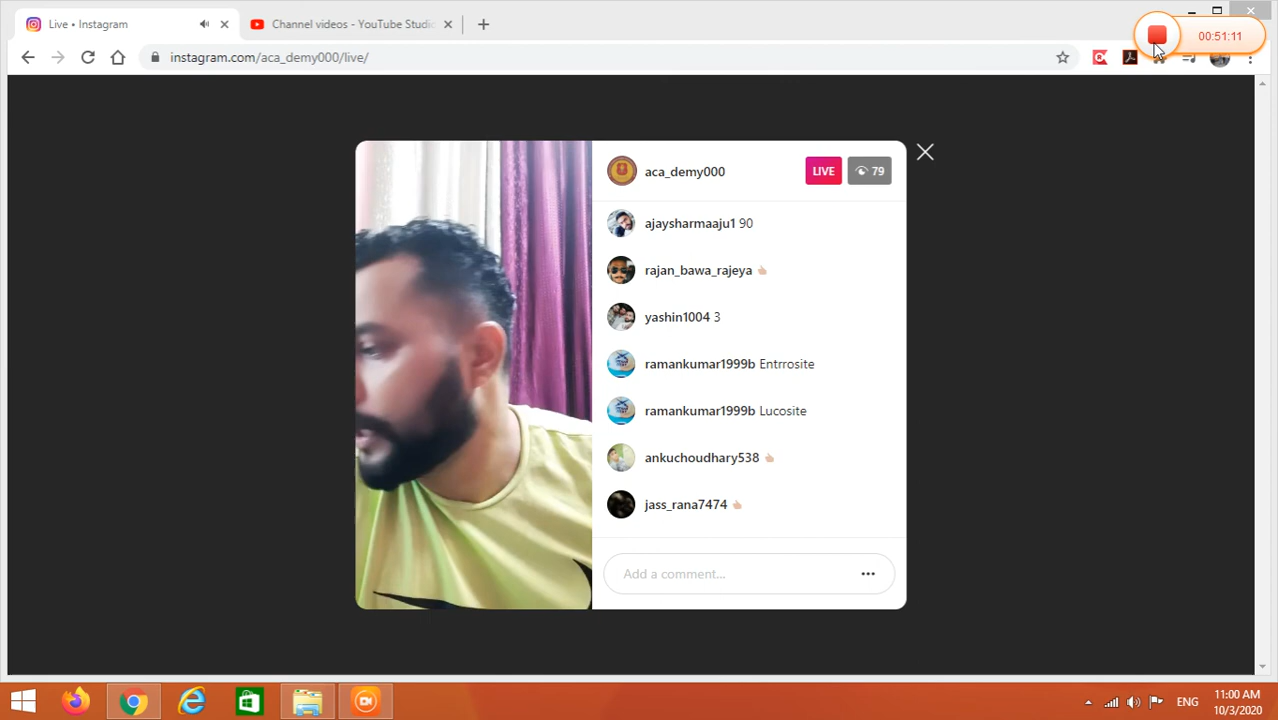 Live • Instagram
Channel videos - YouTube Studio
00:51:11
instagram.com/aca_demy000/live/
aca_demy000 LIVE 79
ajaysharmaaju1 90
rajan_bawa_rajeya
yashin1004 3
ramankumar1999b Entrrosite
ramankumar1999b Lucosite
ankuchoudhary538
jass_rana7474
Add a comment...
ENG
11:00 AM
10/3/2020